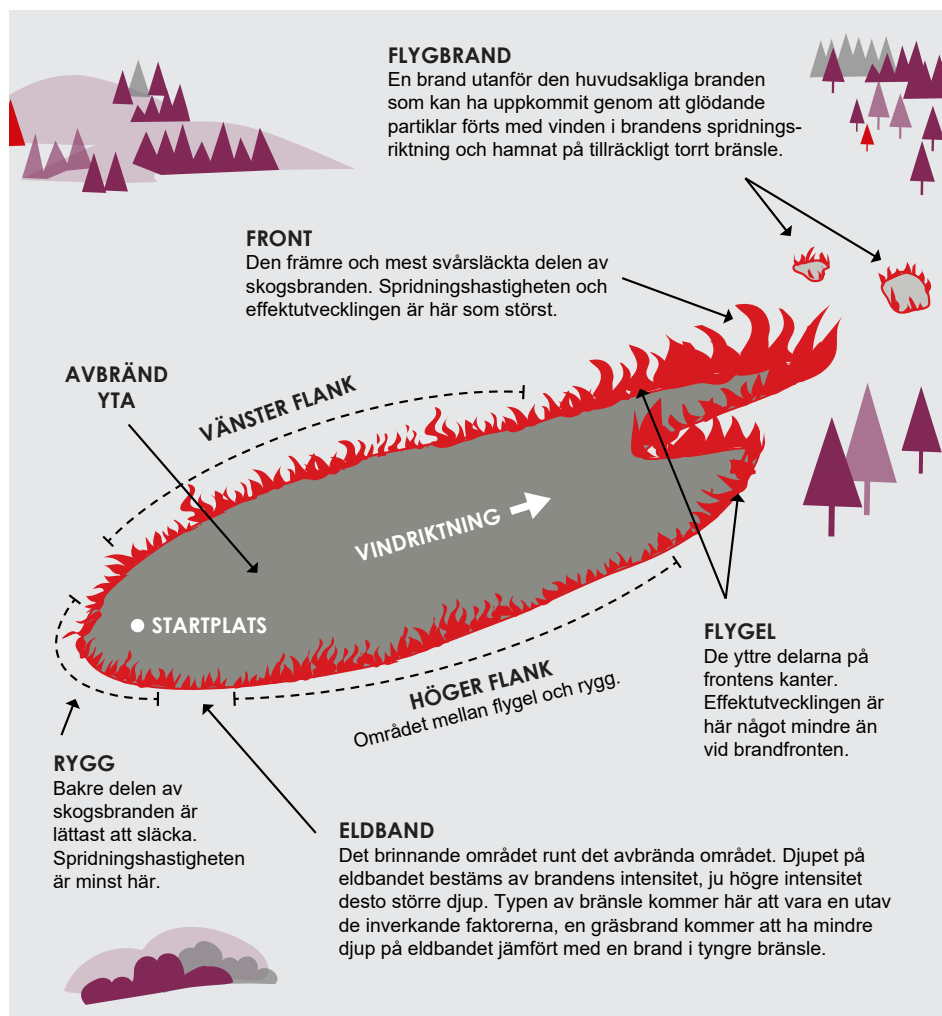 FLYGBRAND
En brand utanför den huvudsakliga branden
som kan ha uppkommit genom att glödande
partiklar förts med vinden i brandens spridnings-
riktning och hamnat på tillräckligt torrt bränsle.
FRONT
Den främre och mest svårsläckta delen av
skogsbranden. Spridningshastigheten och
effektutvecklingen är här som störst.
AVBRÄND
YTA
VÄNSTER FLANK
VINDRIKTNING
STARTPLATS
HÖGER FLANK
Området mellan flygel och rygg.
FLYGEL
De yttre delarna på
frontens kanter.
Effektutvecklingen är
här något mindre än
vid brandfronten.
RYGG
Bakre delen av
skogsbranden är
lättast att släcka.
Spridningshastigheten
är minst här.
ELDBAND
Det brinnande området runt det avbrända området. Djupet på
eldbandet bestäms av brandens intensitet, ju högre intensitet
desto större djup. Typen av bränsle kommer här att vara en utav
de inverkande faktorerna, en gräsbrand kommer att ha mindre
djup på eldbandet jämfört med en brand i tyngre bränsle.